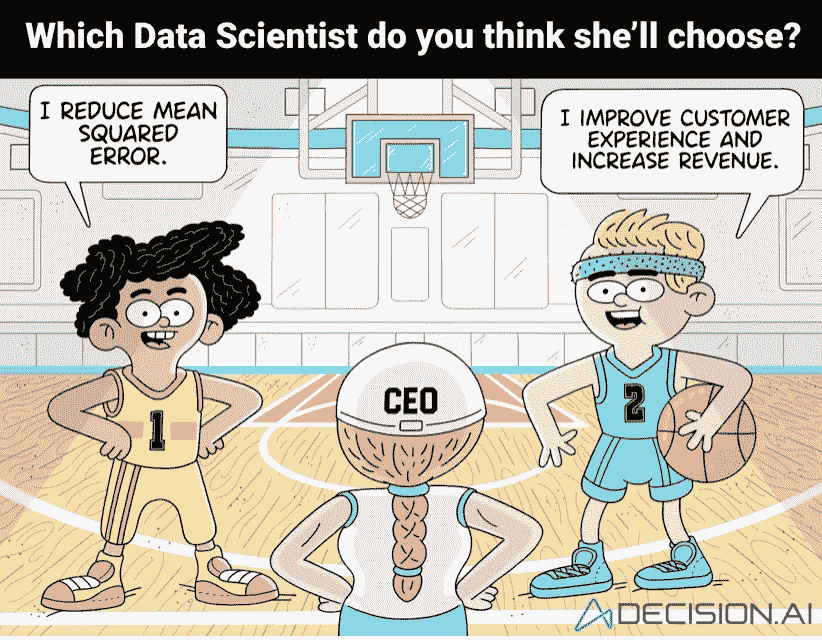 Which Data Scientist do you think she'll choose?
I REDUCE MEAN
SQUARED
ERROR.
I IMPROVE CUSTOMER
EXPERIENCE AND
INCREASE REVENUE.
CEO
1
2
DECISION.AI